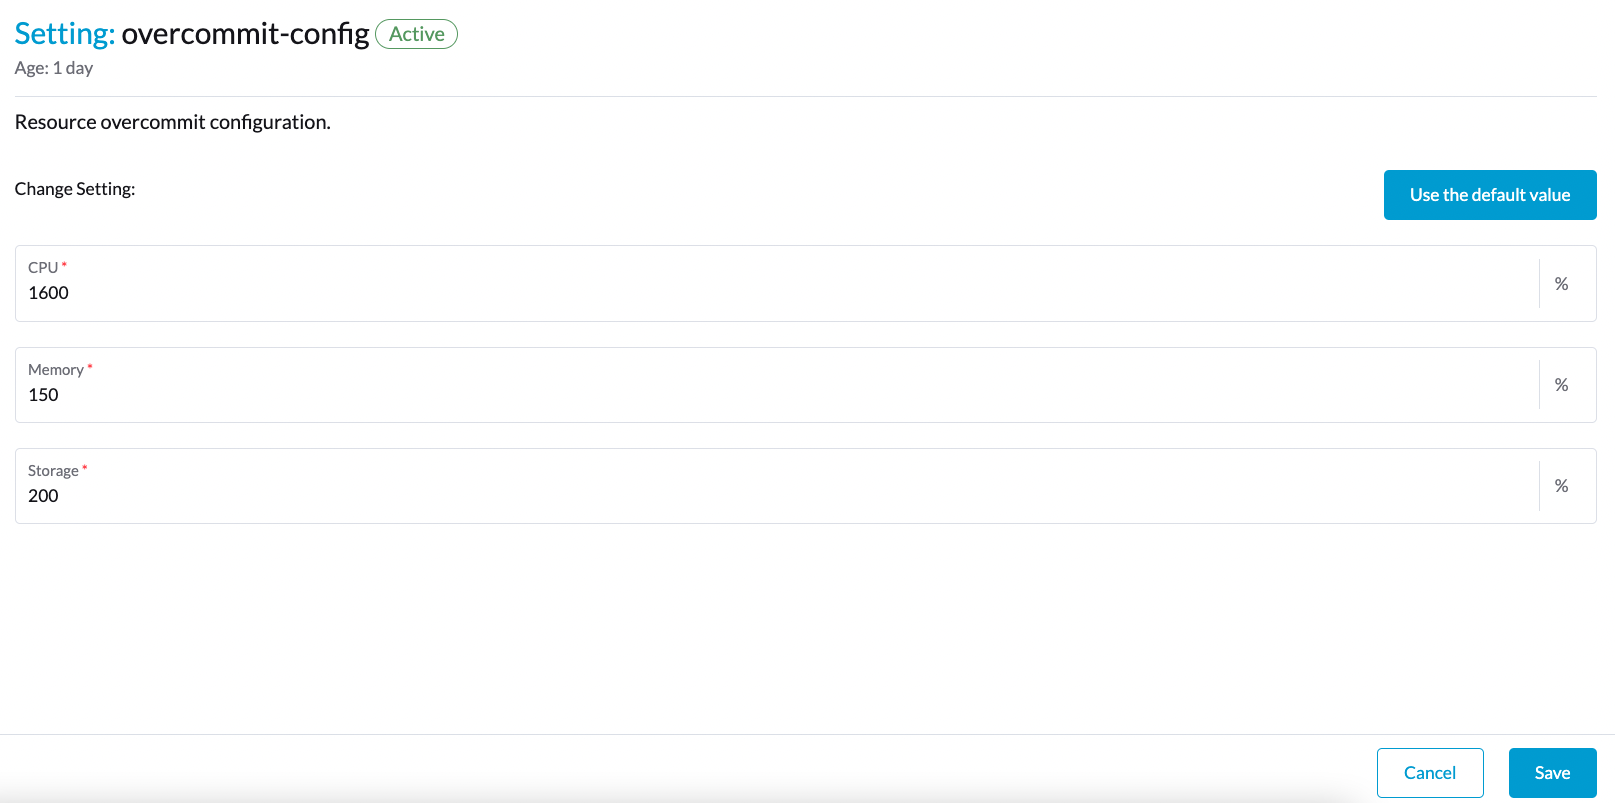 Setting: overcommit-config Active
Age: 1 day
Resource overcommit configuration.
Change Setting:
Use the default value
CPU *
1600
%
Memory *
150
%
Storage *
200
%
Cancel
Save